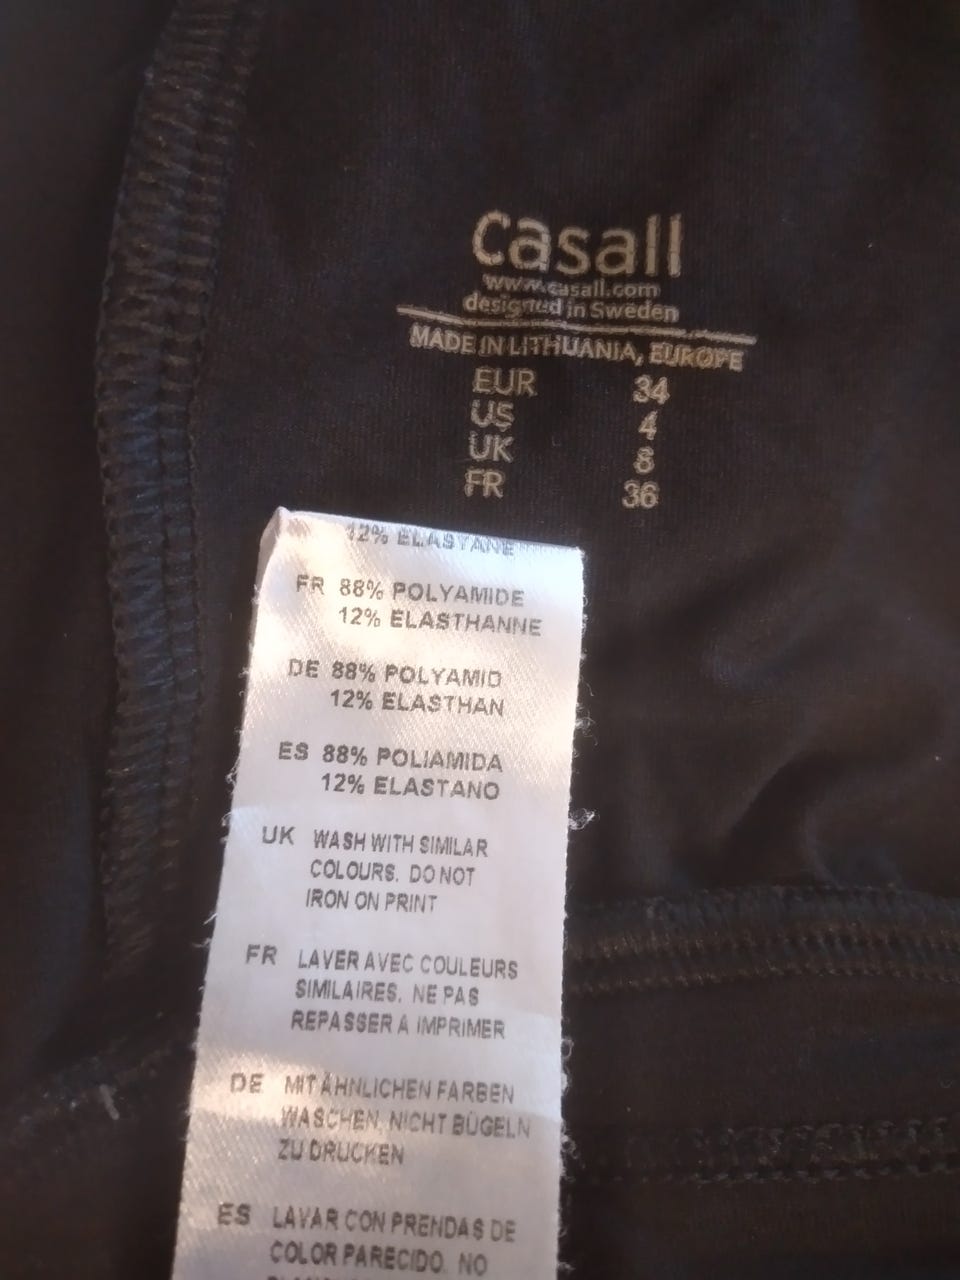 casall
www.casall.com
designed in Sweden
MADE IN LITHUANIA, EUROPE
EUR 34
US 4
UK 8
FR 36
12% ELASTANE
FR 88% POLYAMIDE
12% ELASTHANNE
DE 88% POLYAMID
12% ELASTHAN
ES 88% POLIAMIDA
12% ELASTANO
UK WASH WITH SIMILAR
COLOURS. DO NOT
IRON ON PRINT
FR LAVER AVEC COULEURS
SIMILAIRES. NE PAS
REPASSER A IMPRIMER
DE MIT ÄHNLICHEN FARBEN
WASCHEN. NICHT BÜGELN
ZU DRUCKEN
ES LAVAR CON PRENDAS DE
COLOR PARECIDO. NO